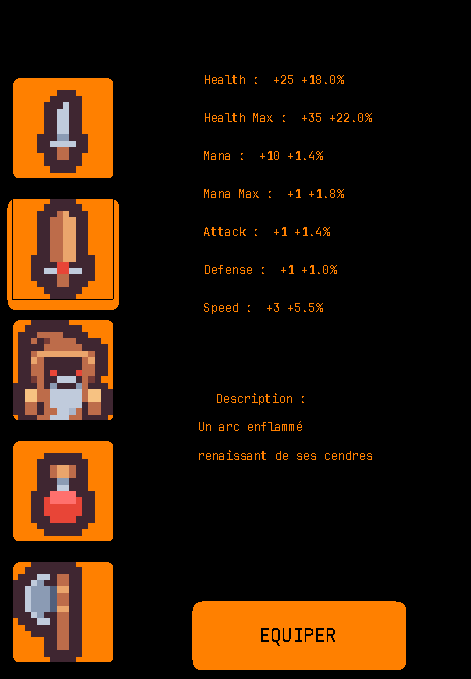 Health :  +25 +18.0%
Health Max :  +35 +22.0%
Mana :  +10 +1.4%
Mana Max :  +1 +1.8%
Attack :  +1 +1.4%
Defense :  +1 +1.0%
Speed :  +3 +5.5%
Description :
Un arc enflammé
renaissant de ses cendres
EQUIPER